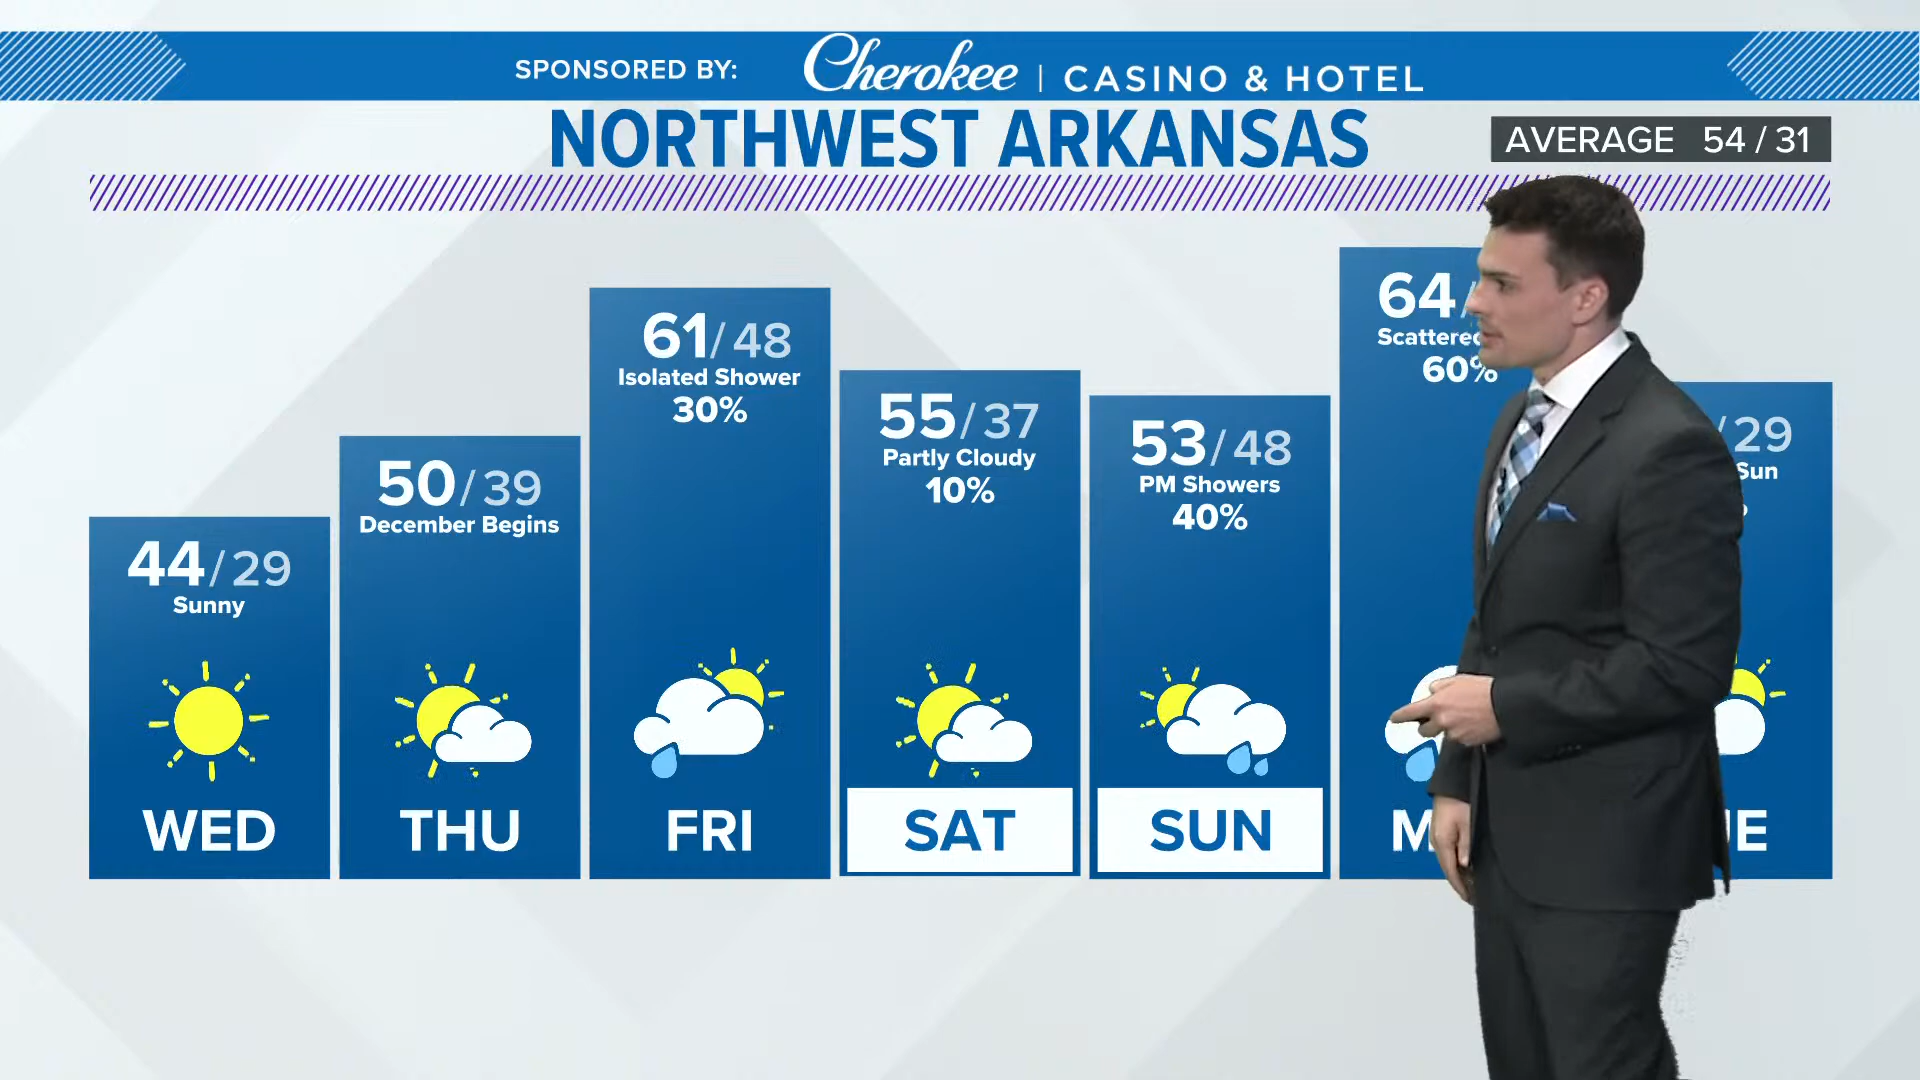 SPONSORED BY: Cherokee | CASINO & HOTEL
NORTHWEST ARKANSAS
AVERAGE 54 / 31
44/29
Sunny
WED
50/39
December Begins
THU
61/48
Isolated Shower
30%
FRI
55/37
Partly Cloudy
10%
SAT
53/48
PM Showers
40%
SUN
64/
Scattered
60%
/29
Sun